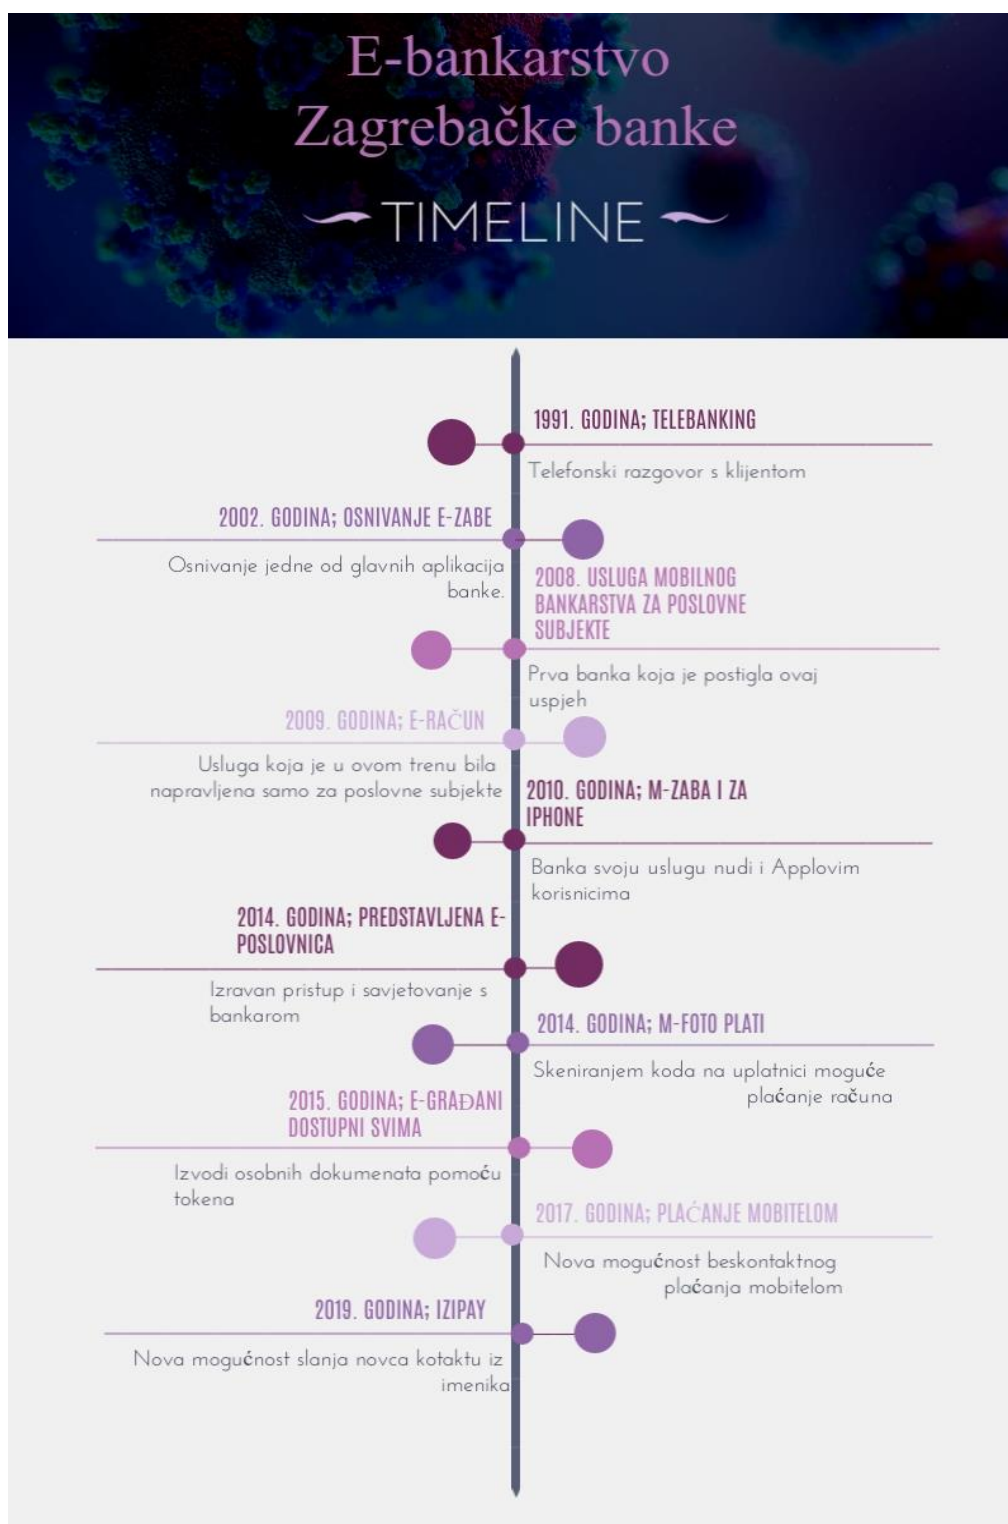 E-bankarstvo
Zagrebačke banke
TIMELINE
1991. GODINA; TELEBANKING
Telefonski razgovor s klijentom
2002. GODINA; OSNIVANJE E-ZABE
Osnivanje jedne od glavnih aplikacija
banke.
2008. USLUGA MOBILNOG
BANKARSTVA ZA POSLOVNE
SUBJEKTE
Prva banka koja je postigla ovaj
uspjeh
2009. GODINA; E-RAČUN
Usluga koja je u ovom trenu bila
napravljena samo za poslovne subjekte
2010. GODINA; M-ZABA I ZA
IPHONE
Banka svoju uslugu nudi i Applovim
korisnicima
2014. GODINA; PREDSTAVLJENA E-
POSLOVNICA
Izravan pristup i savjetovanje s
bankarom
2014. GODINA; M-FOTO PLATI
Skeniranjem koda na uplatnici moguće
plaćanje računa
2015. GODINA; E-GRAĐANI
DOSTUPNI SVIMA
Izvodi osobnih dokumenata pomoću
tokena
2017. GODINA; PLAĆANJE MOBITELOM
Nova mogućnost beskontaktnog
plaćanja mobitelom
2019. GODINA; IZIPAY
Nova mogućnost slanja novca kotaktu iz
imenika